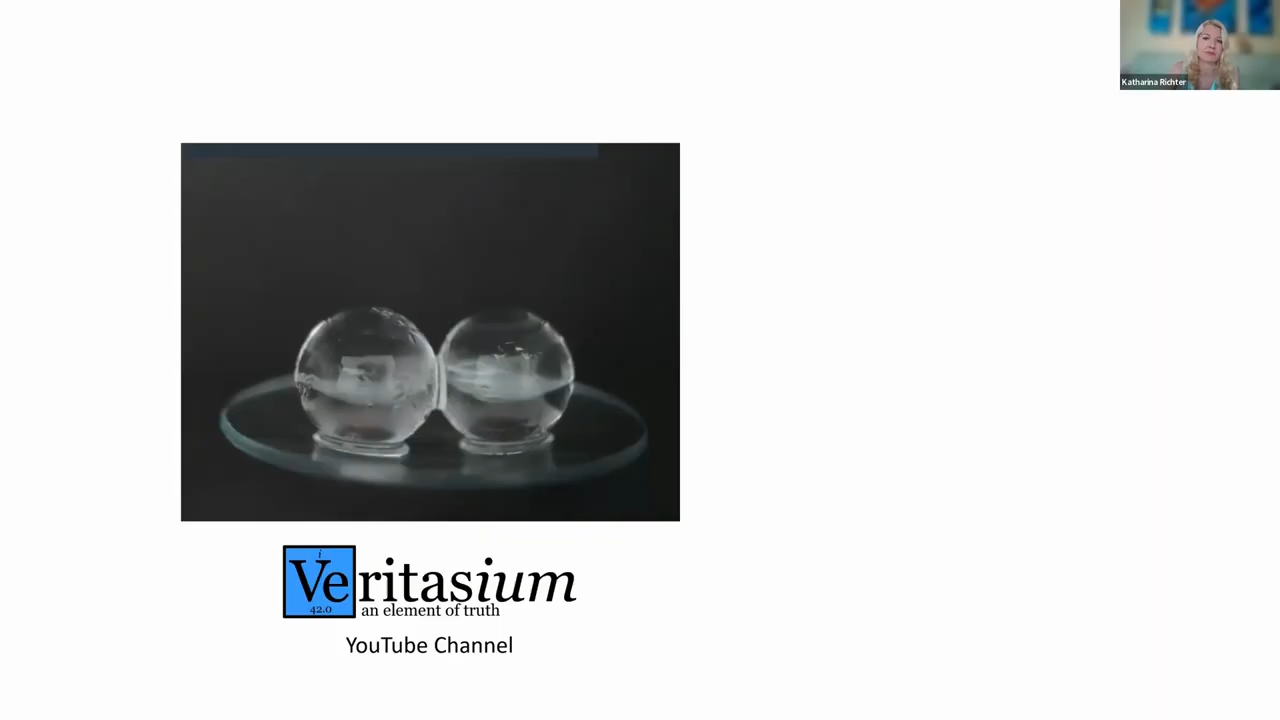 Katharina Richter
i
Veritasium
42.0
an element of truth
YouTube Channel